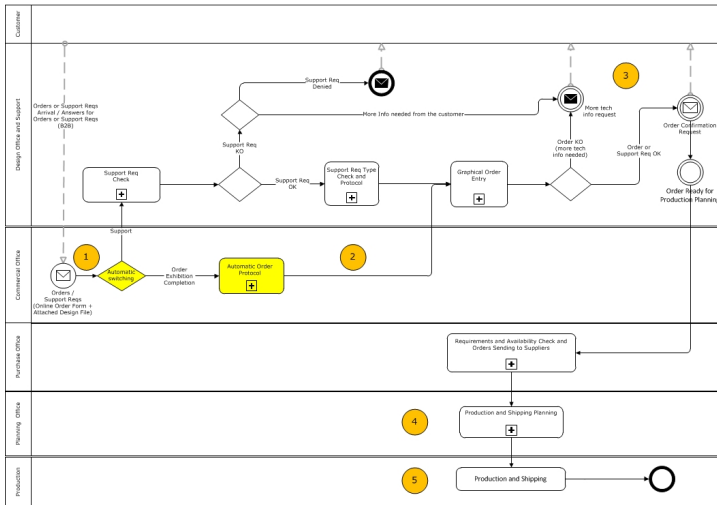 Customer
Design Office and Support
Commercial Office
Purchase Office
Planning Office
Production
Orders or Support Reqs
Arrival / Answers for
Orders or Support Reqs
(B2B)
Support Req
Denied
More Info needed from the customer
More tech
info request
3
Order Confirmation
Request
Support Req
KO
Order KO
(more tech
info needed)
Order or
Support Req OK
Support Req
Check
Support Req
OK
Support Req Type
Check and
Protocol
Graphical Order
Entry
Order Ready for
Production Planning
Support
1
Automatic
switching
Order
Exhibition
Completion
Automatic Order
Protocol
2
Orders /
Support Reqs
(Online Order Form +
Attached Design File)
Requirements and Availability Check and
Orders Sending to Suppliers
4
Production and Shipping Planning
5
Production and Shipping